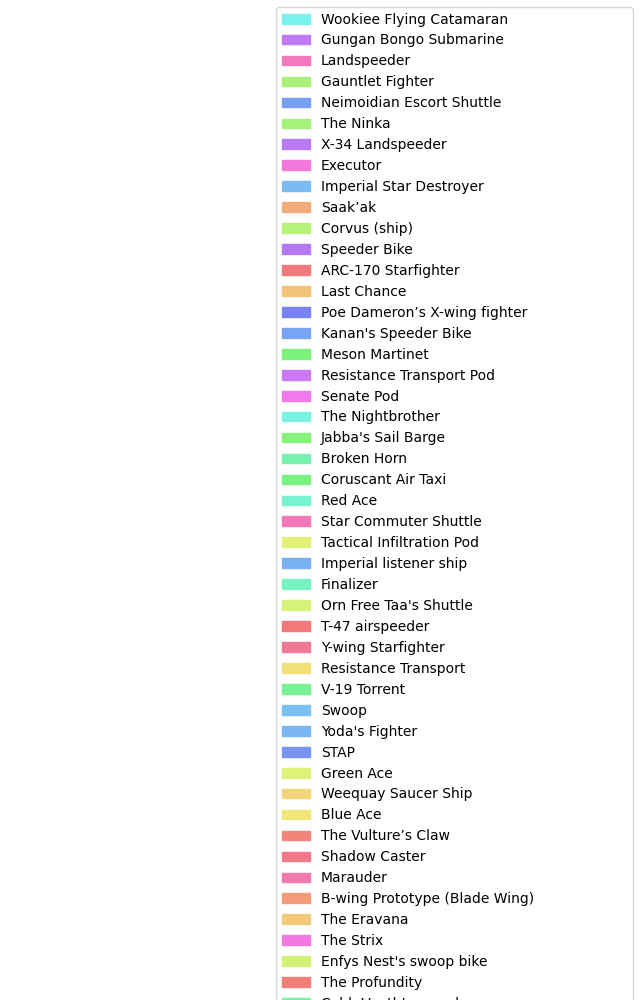 Wookiee Flying Catamaran
Gungan Bongo Submarine
Landspeeder
Gauntlet Fighter
Neimoidian Escort Shuttle
The Ninka
X-34 Landspeeder
Executor
Imperial Star Destroyer
Saak’ak
Corvus (ship)
Speeder Bike
ARC-170 Starfighter
Last Chance
Poe Dameron’s X-wing fighter
Kanan's Speeder Bike
Meson Martinet
Resistance Transport Pod
Senate Pod
The Nightbrother
Jabba's Sail Barge
Broken Horn
Coruscant Air Taxi
Red Ace
Star Commuter Shuttle
Tactical Infiltration Pod
Imperial listener ship
Finalizer
Orn Free Taa's Shuttle
T-47 airspeeder
Y-wing Starfighter
Resistance Transport
V-19 Torrent
Swoop
Yoda's Fighter
STAP
Green Ace
Weequay Saucer Ship
Blue Ace
The Vulture’s Claw
Shadow Caster
Marauder
B-wing Prototype (Blade Wing)
The Eravana
The Strix
Enfys Nest's swoop bike
The Profundity